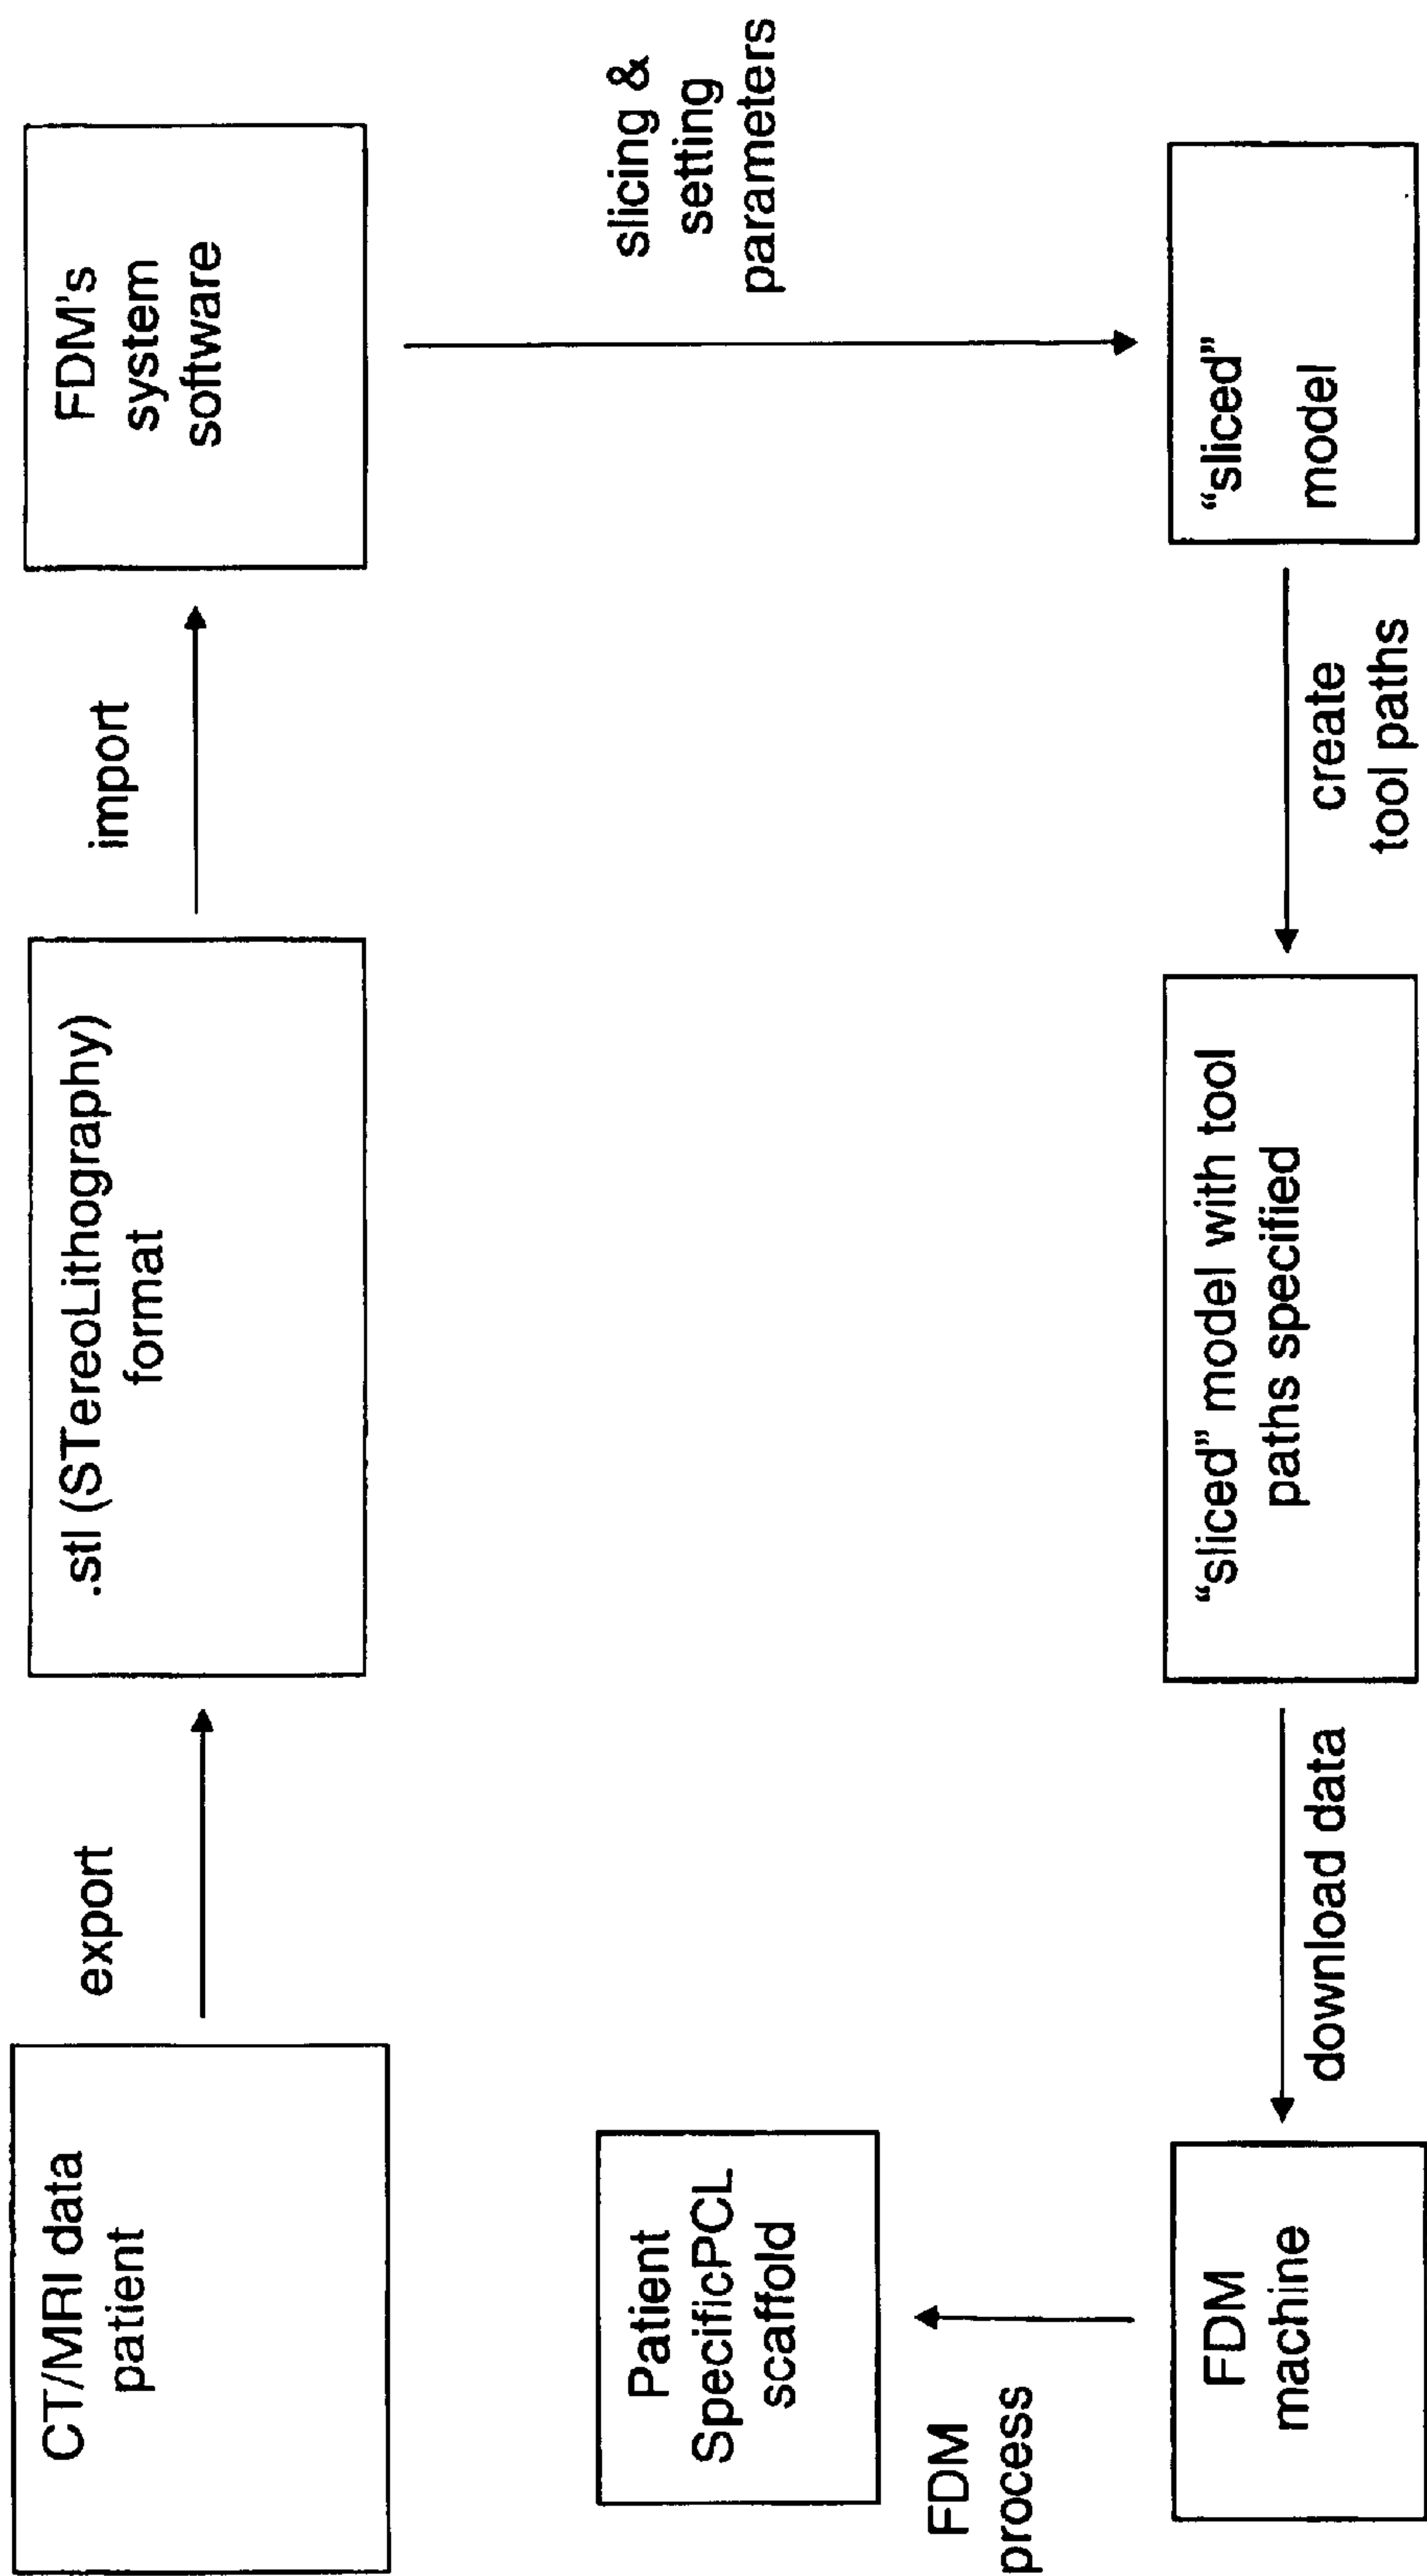 CT/MRI data
patient
export
.stl (STereoLithography)
format
import
FDM's
system
software
slicing &
setting
parameters
“sliced”
model
create
tool paths
“sliced” model with tool
paths specified
download data
FDM
machine
FDM
process
Patient
SpecificPCL
scaffold